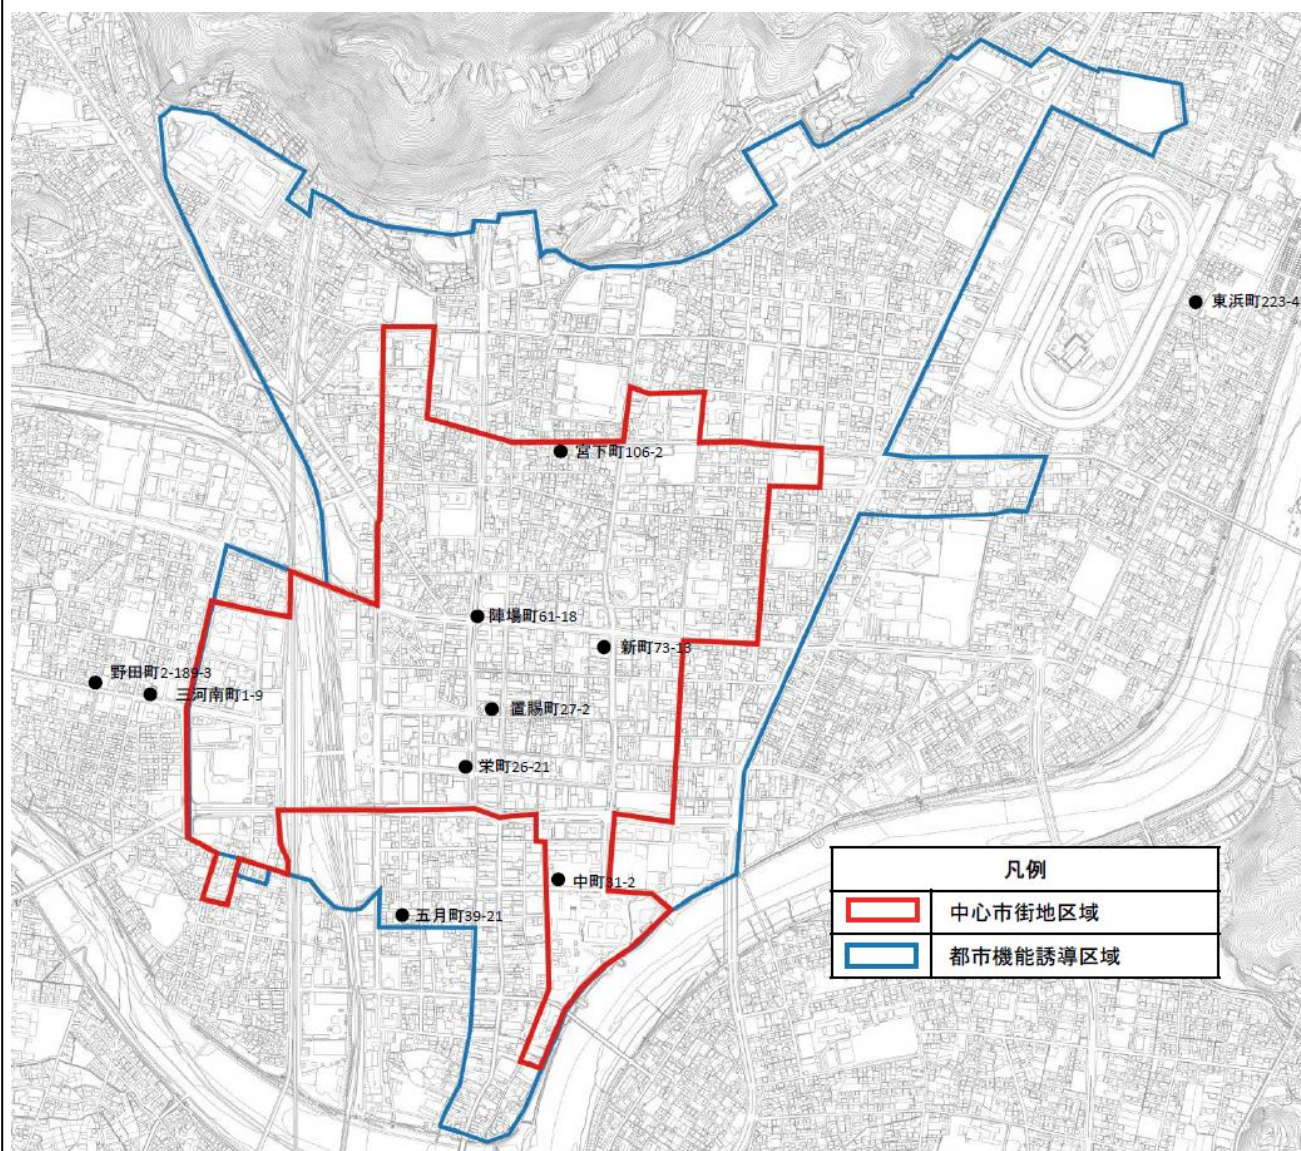 東浜町223-4
宮下町106-2
陣場町61-18
新町73-13
野田町2-189-3
三河南町1-9
置賜町27-2
栄町26-21
中町31-2
五月町39-21
凡例
中心市街地区域
都市機能誘導区域